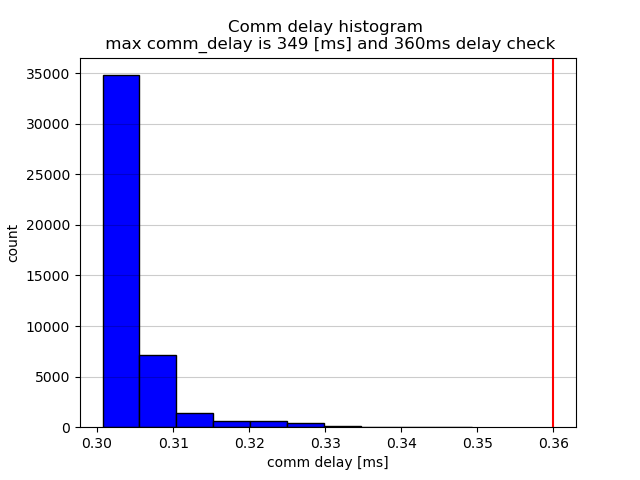 Comm delay histogram
max comm_delay is 349 [ms] and 360ms delay check
35000
30000
25000
20000
15000
10000
5000
0
count
0.30 0.31 0.32 0.33 0.34 0.35 0.36
comm delay [ms]